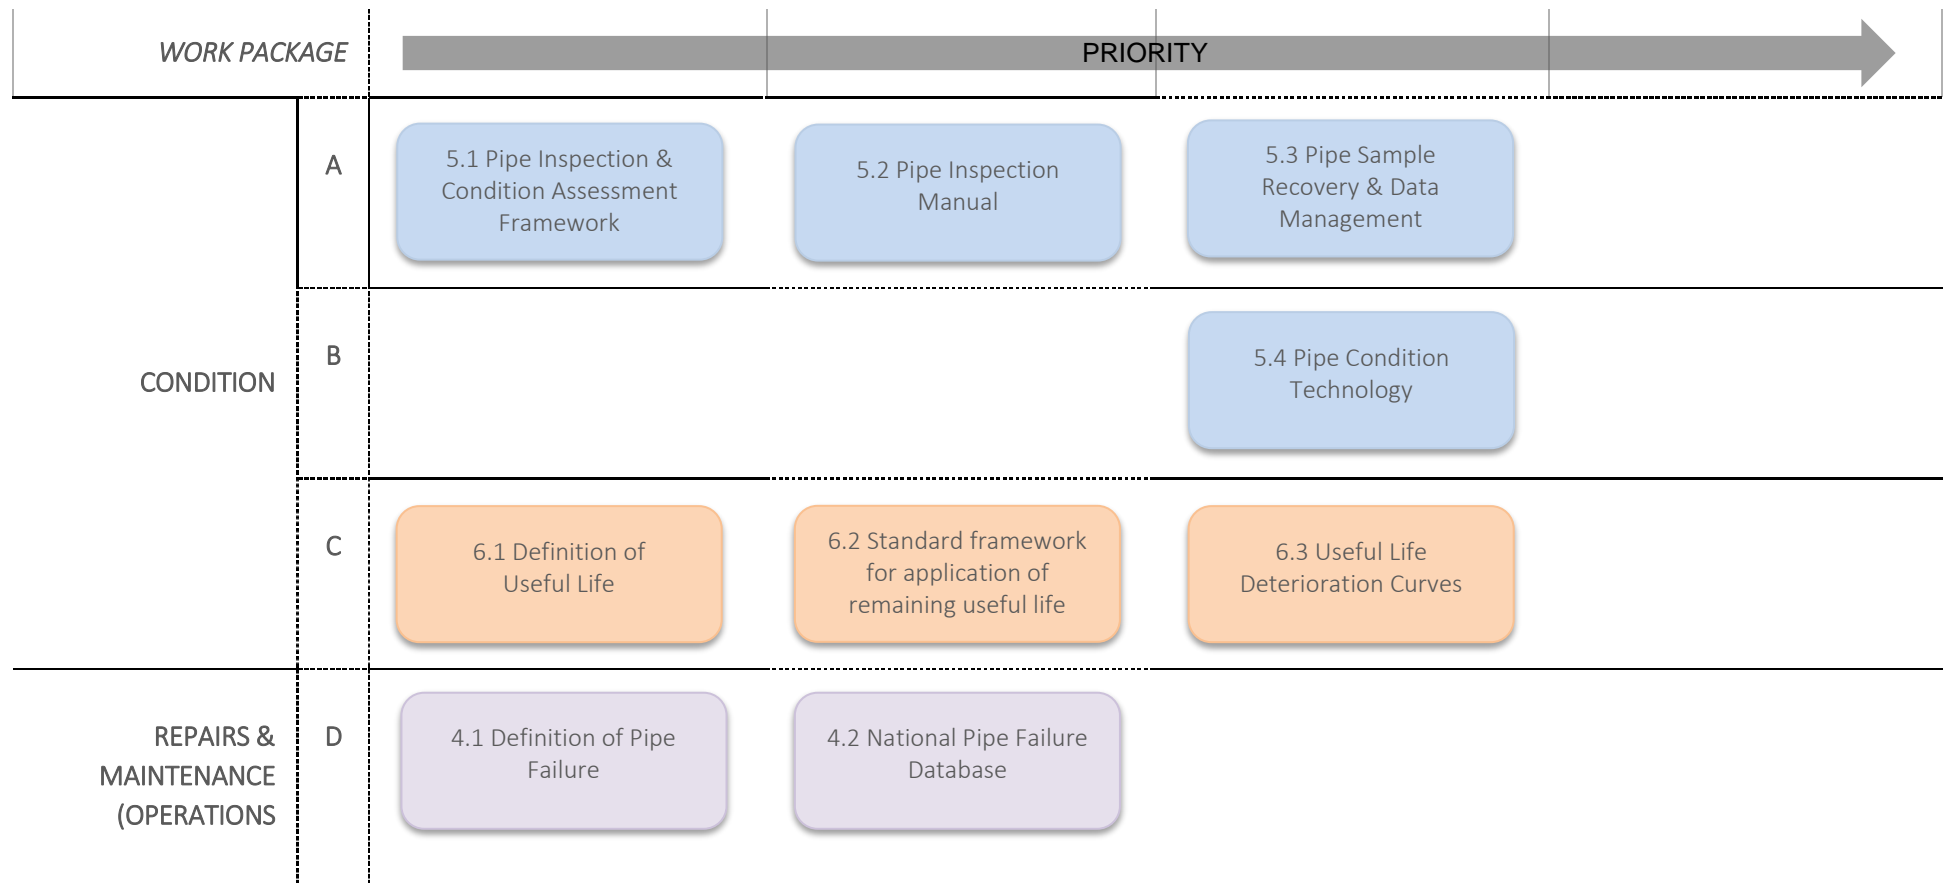 WORK PACKAGE
PRIORITY
A
5.1 Pipe Inspection &
Condition Assessment
Framework
5.2 Pipe Inspection
Manual
5.3 Pipe Sample
Recovery & Data
Management
CONDITION
B
5.4 Pipe Condition
Technology
C
6.1 Definition of
Useful Life
6.2 Standard framework
for application of
remaining useful life
6.3 Useful Life
Deterioration Curves
REPAIRS &
MAINTENANCE
(OPERATIONS
D
4.1 Definition of Pipe
Failure
4.2 National Pipe Failure
Database